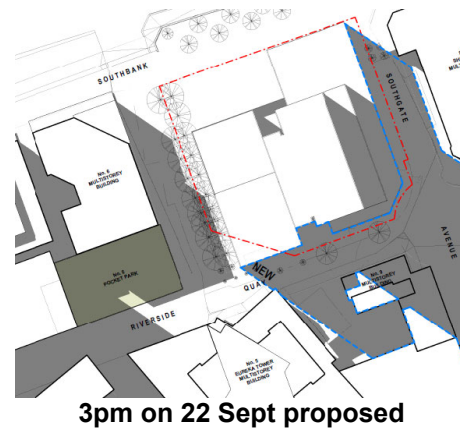 SOUTHBANK
SOUTHGATE
No. 6
MULTISTOREY
BUILDING
AVENUE
No. 5
POCKET PARK
NEW
QUAY
No. 8
MULTISTOREY
BUILDING
RIVERSIDE
No. 3
EUREKA TOWER
MULTISTOREY
BUILDING
3pm on 22 Sept proposed